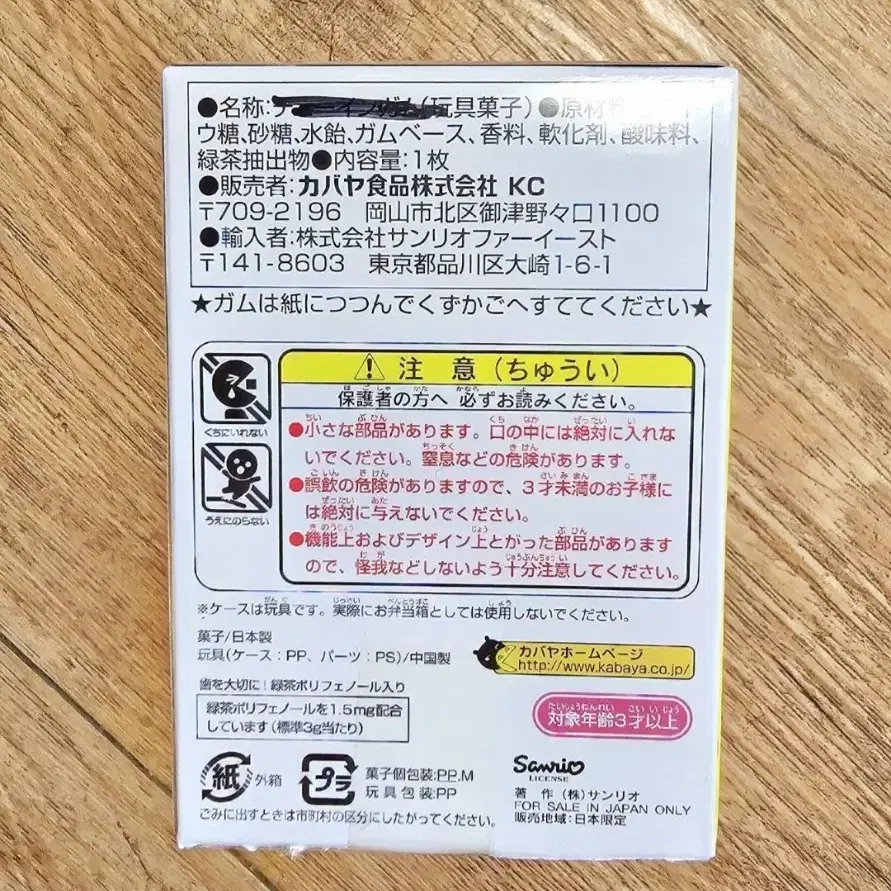 ●名称:チューインガム(玩具菓子)●原材料
ウ糖、砂糖、水飴、ガムベース、香料、軟化剤、酸味料、
緑茶抽出物●内容量:1枚
●販売者:カバヤ食品株式会社 KC
〒709-2196 岡山市北区御津野々口1100
●輸入者:株式会社サンリオファーイースト
〒141-8603 東京都品川区大崎1-6-1
★ガムは紙につつんでくずかごへすててください★
くちにいれない
うえにのらない
注 意(ちゅうい)
保護者の方へ 必ずお読みください。
●小さな部品があります。口の中には絶対に入れな
いでください。窒息などの危険があります。
●誤飲の危険がありますので、3才未満のお子様に
は絶対に与えないでください。
●機能上およびデザイン上とがった部品があります
ので、怪我などしないよう十分注意してください。
※ケースは玩具です。実際にお弁当箱としては使用しないでください。
菓子/日本製
玩具(ケース:PP、パーツ:PS)/中国製
カバヤホームページ
http://www.kabaya.co.jp/
歯を大切に!緑茶ポリフェノール入り
緑茶ポリフェノールを1.5mg配合
しています(標準3g当たり)
たいしょうねんれい さい い じょう
対象年齢3才以上
紙 外箱
プラ 菓子個包装:PP,M
玩具包装:PP
ごみに出すときは市町村の区分にしたがってください。
Sanrio
LICENSE
著 作 (株)サンリオ
FOR SALE IN JAPAN ONLY
販売地域:日本限定